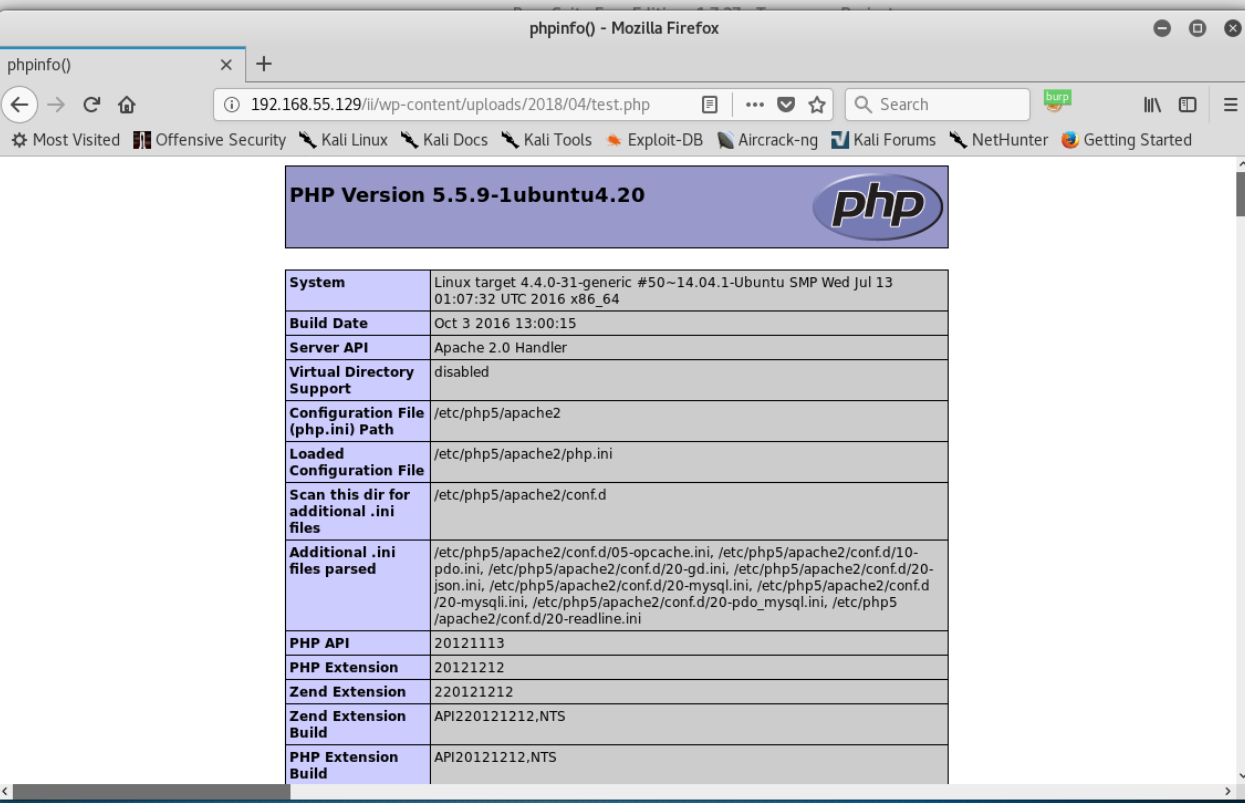 phpinfo() - Mozilla Firefox
phpinfo()
192.168.55.129/ii/wp-content/uploads/2018/04/test.php
Search
burp
Most Visited Offensive Security Kali Linux Kali Docs Kali Tools Exploit-DB Aircrack-ng Kali Forums NetHunter Getting Started
PHP Version 5.5.9-1ubuntu4.20
php
System
Linux target 4.4.0-31-generic #50~14.04.1-Ubuntu SMP Wed Jul 13
01:07:32 UTC 2016 x86_64
Build Date
Oct 3 2016 13:00:15
Server API
Apache 2.0 Handler
Virtual Directory
Support
disabled
Configuration File
(php.ini) Path
/etc/php5/apache2
Loaded
Configuration File
/etc/php5/apache2/php.ini
Scan this dir for
additional .ini
files
/etc/php5/apache2/conf.d
Additional .ini
files parsed
/etc/php5/apache2/conf.d/05-opcache.ini, /etc/php5/apache2/conf.d/10-
pdo.ini, /etc/php5/apache2/conf.d/20-gd.ini, /etc/php5/apache2/conf.d/20-
json.ini, /etc/php5/apache2/conf.d/20-mysql.ini, /etc/php5/apache2/conf.d
/20-mysqli.ini, /etc/php5/apache2/conf.d/20-pdo_mysql.ini, /etc/php5
/apache2/conf.d/20-readline.ini
PHP API
20121113
PHP Extension
20121212
Zend Extension
220121212
Zend Extension
Build
API220121212,NTS
PHP Extension
Build
API20121212,NTS